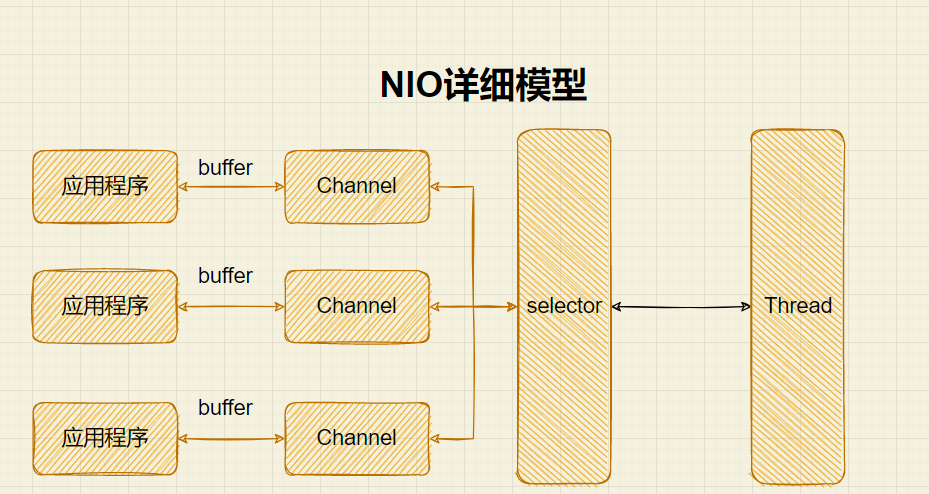 NIO详细模型
应用程序
buffer
Channel
应用程序
buffer
Channel
selector
Thread
应用程序
buffer
Channel